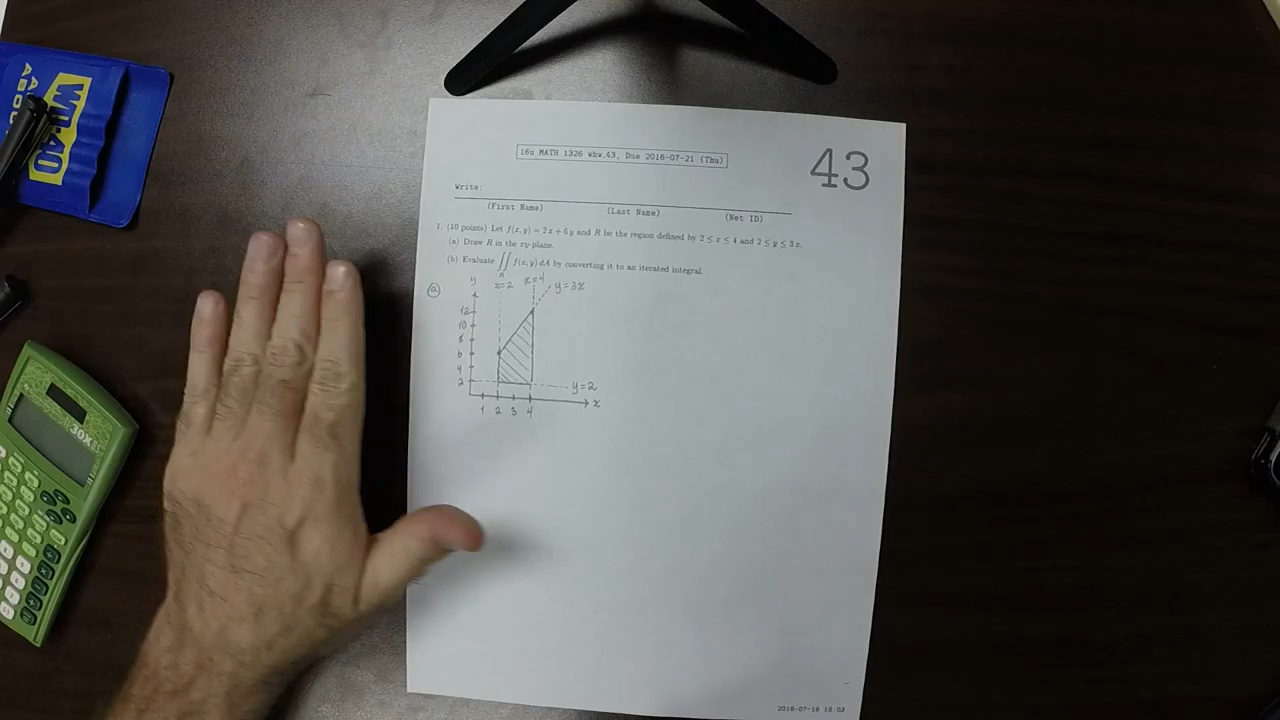 WD-40
16u MATH 1326 whw.43, Due 2016-07-21 (Thu)
43
Write:
(First Name) (Last Name) (Net ID)
1. (10 points) Let f(x, y) = 2x + 6y and R be the region defined by 2 ≤ x ≤ 4 and 2 ≤ y ≤ 3x.
(a) Draw R in the xy-plane.
(b) Evaluate ∬_R f(x, y) dA by converting it to an iterated integral.
(a)
y
x=2 x=4 y=3x
12
10
8
6
4
2
y=2
x
1 2 3 4
30X
2016-07-16 18:03